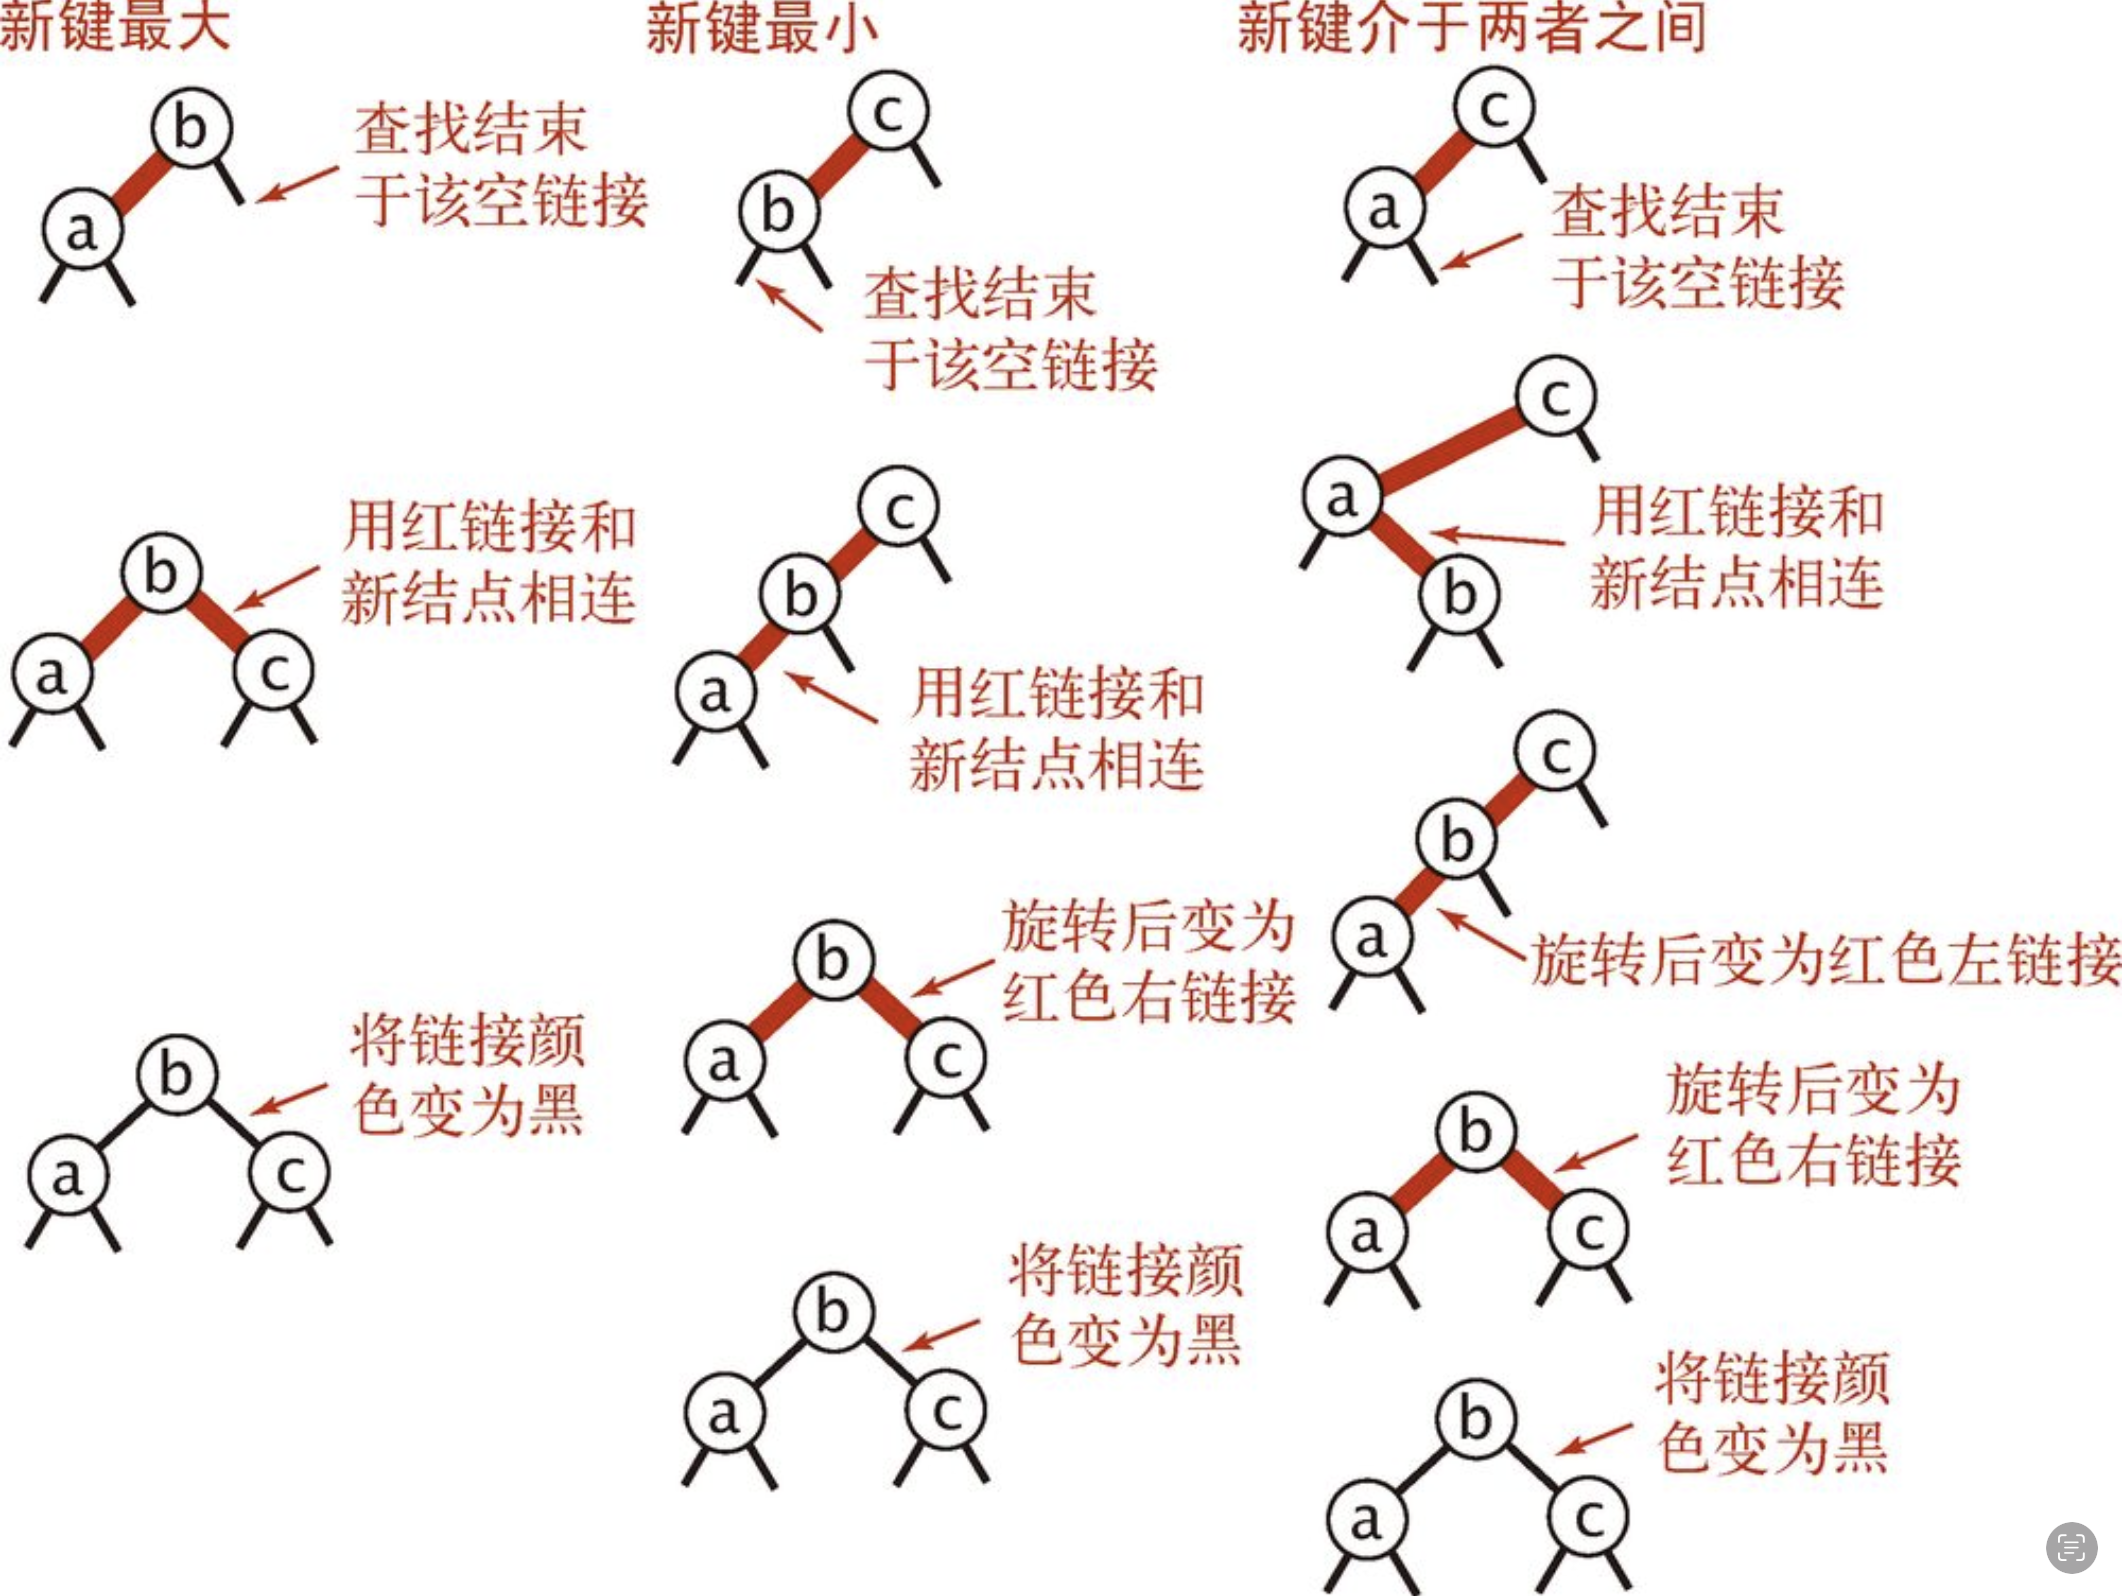 新键最大
b
查找结束
于该空链接
a
用红链接和
新结点相连
b
a
c
将链接颜
色变为黑
b
a
c
新键最小
c
b
查找结束
于该空链接
c
b
a
用红链接和
新结点相连
旋转后变为
红色右链接
b
a
c
将链接颜
色变为黑
b
a
c
新键介于两者之间
c
a
查找结束
于该空链接
c
a
用红链接和
新结点相连
b
c
b
a
旋转后变为红色左链接
旋转后变为
红色右链接
b
a
c
将链接颜
色变为黑
b
a
c